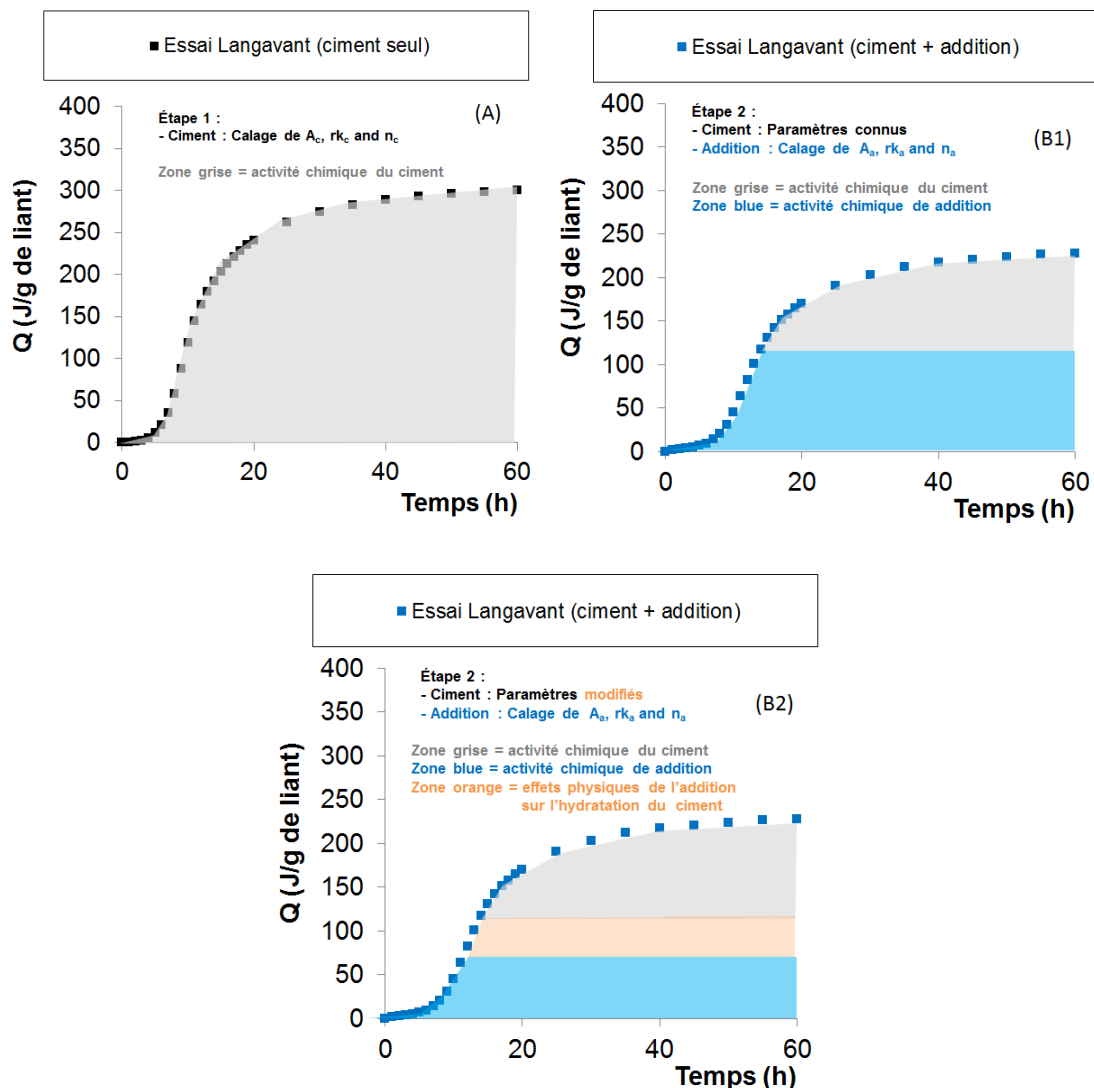 Essai Langavant (ciment seul)
(A)
Étape 1 :
- Ciment : Calage de Ac, rkc and nc
Zone grise = activité chimique du ciment
Q (J/g de liant)
400
350
300
250
200
150
100
50
0
0 20 40 60
Temps (h)
Essai Langavant (ciment + addition)
(B1)
Étape 2 :
- Ciment : Paramètres connus
- Addition : Calage de Aa, rka and na
Zone grise = activité chimique du ciment
Zone blue = activité chimique de addition
Q (J/g de liant)
400
350
300
250
200
150
100
50
0
0 20 40 60
Temps (h)
Essai Langavant (ciment + addition)
(B2)
Étape 2 :
- Ciment : Paramètres modifiés
- Addition : Calage de Aa, rka and na
Zone grise = activité chimique du ciment
Zone blue = activité chimique de addition
Zone orange = effets physiques de l'addition
sur l'hydratation du ciment
Q (J/g de liant)
400
350
300
250
200
150
100
50
0
0 20 40 60
Temps (h)